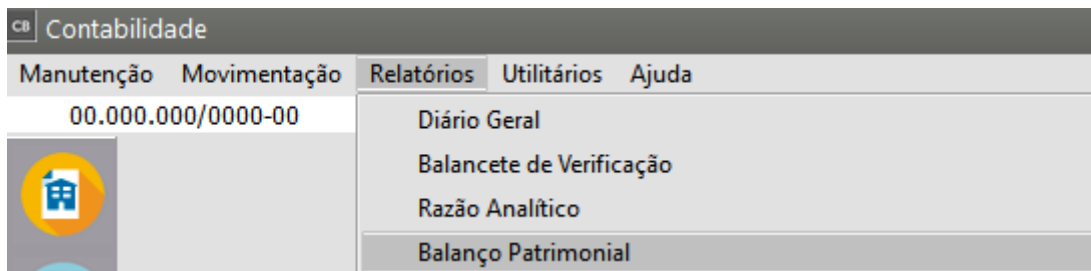 CB Contabilidade
Manutenção Movimentação Relatórios Utilitários Ajuda
00.000.000/0000-00
Diário Geral
Balancete de Verificação
Razão Analítico
Balanço Patrimonial